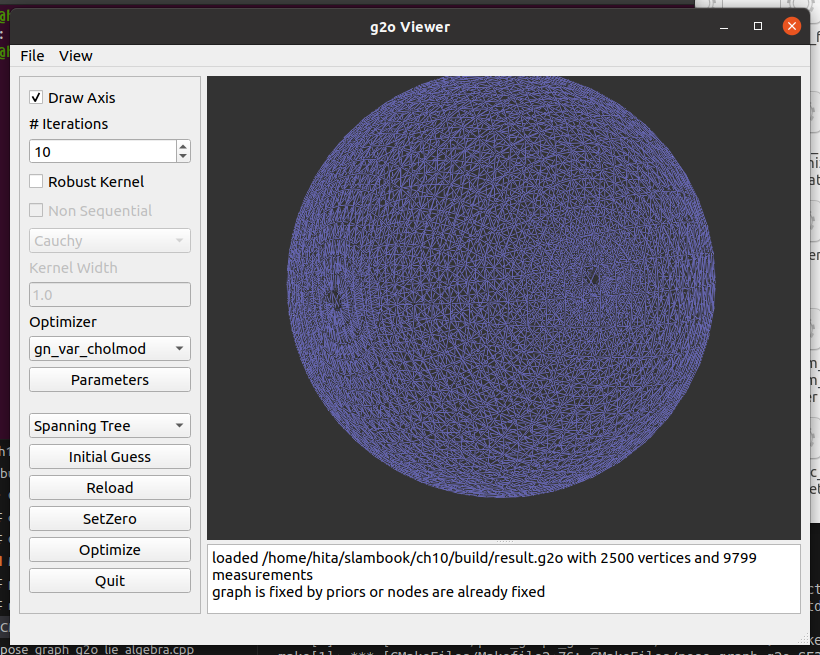 g2o Viewer
File View
Draw Axis
# Iterations
10
Robust Kernel
Non Sequential
Cauchy
Kernel Width
1.0
Optimizer
gn_var_cholmod
Parameters
Spanning Tree
Initial Guess
Reload
SetZero
Optimize
Quit
loaded /home/hita/slambook/ch10/build/result.g2o with 2500 vertices and 9799
measurements
graph is fixed by priors or nodes are already fixed
pose_graph_g2o_lie_algebra.cpp